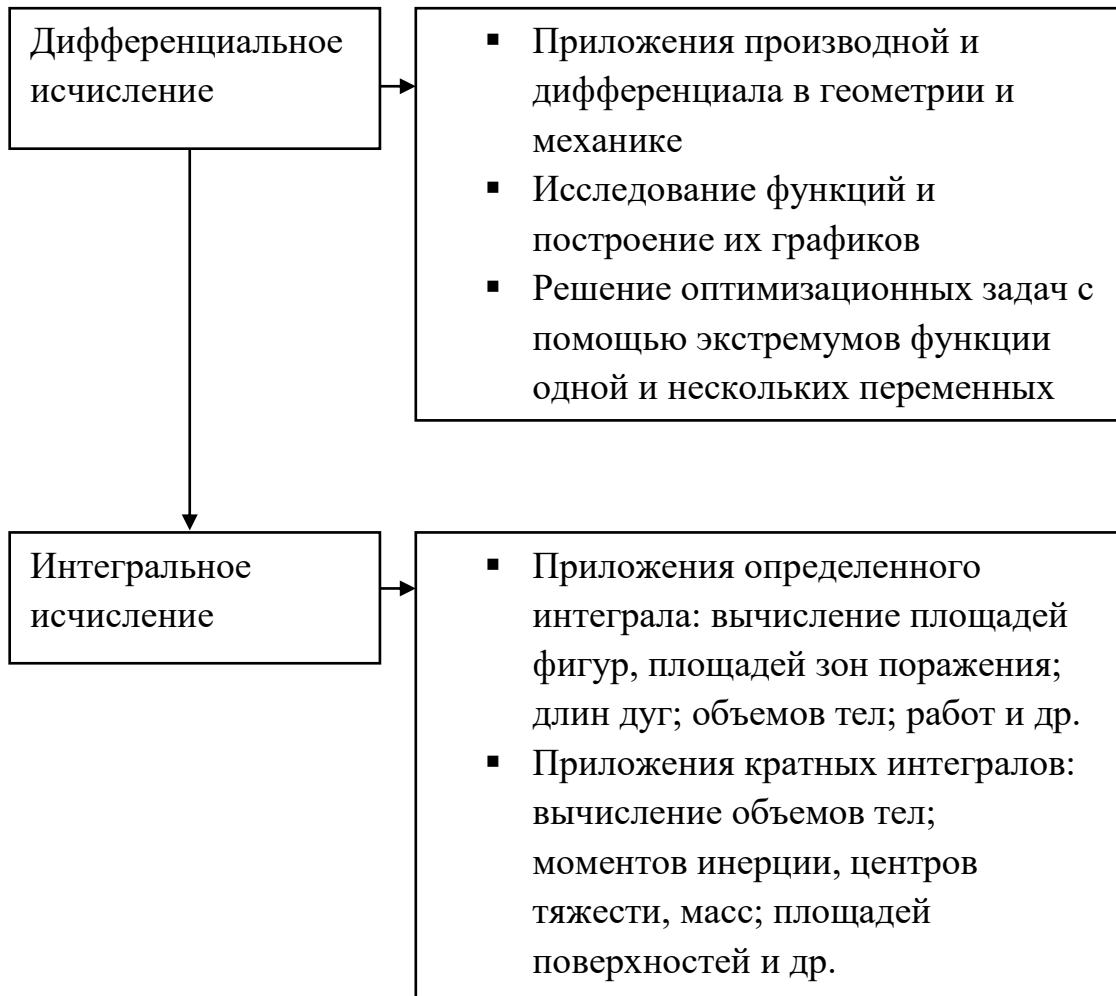 Дифференциальное
исчисление
▪ Приложения производной и
дифференциала в геометрии и
механике
▪ Исследование функций и
построение их графиков
▪ Решение оптимизационных задач с
помощью экстремумов функции
одной и нескольких переменных
Интегральное
исчисление
▪ Приложения определенного
интеграла: вычисление площадей
фигур, площадей зон поражения;
длин дуг; объемов тел; работ и др.
▪ Приложения кратных интегралов:
вычисление объемов тел;
моментов инерции, центров
тяжести, масс; площадей
поверхностей и др.